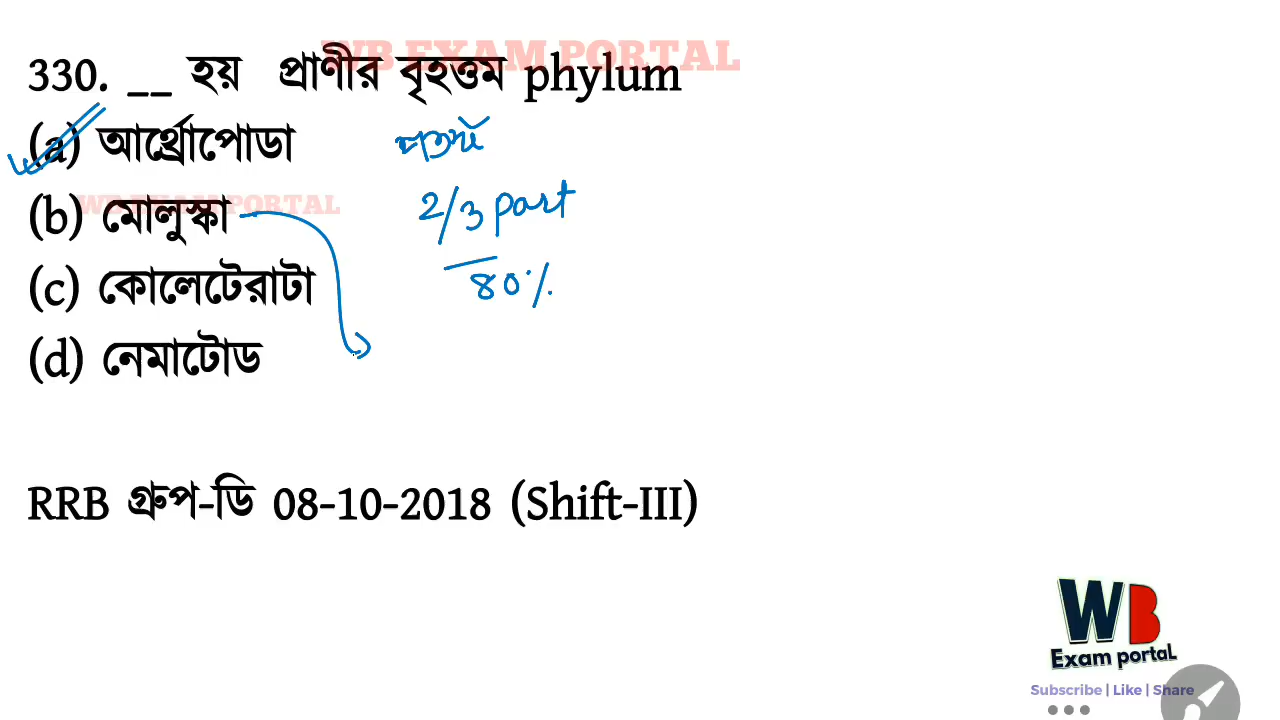 WB EXAM PORTAL
330. __ হয় প্রাণীর বৃহত্তম phylum
(a) আর্থ্রোপোডা
(b) মোলুস্কা
WB EXAM PORTAL
2/3 part
(c) কোলেটেরাটা
80%
(d) নেমাটোড
RRB গ্রুপ-ডি 08-10-2018 (Shift-III)
WB
Exam portaL
Subscribe | Like | Share